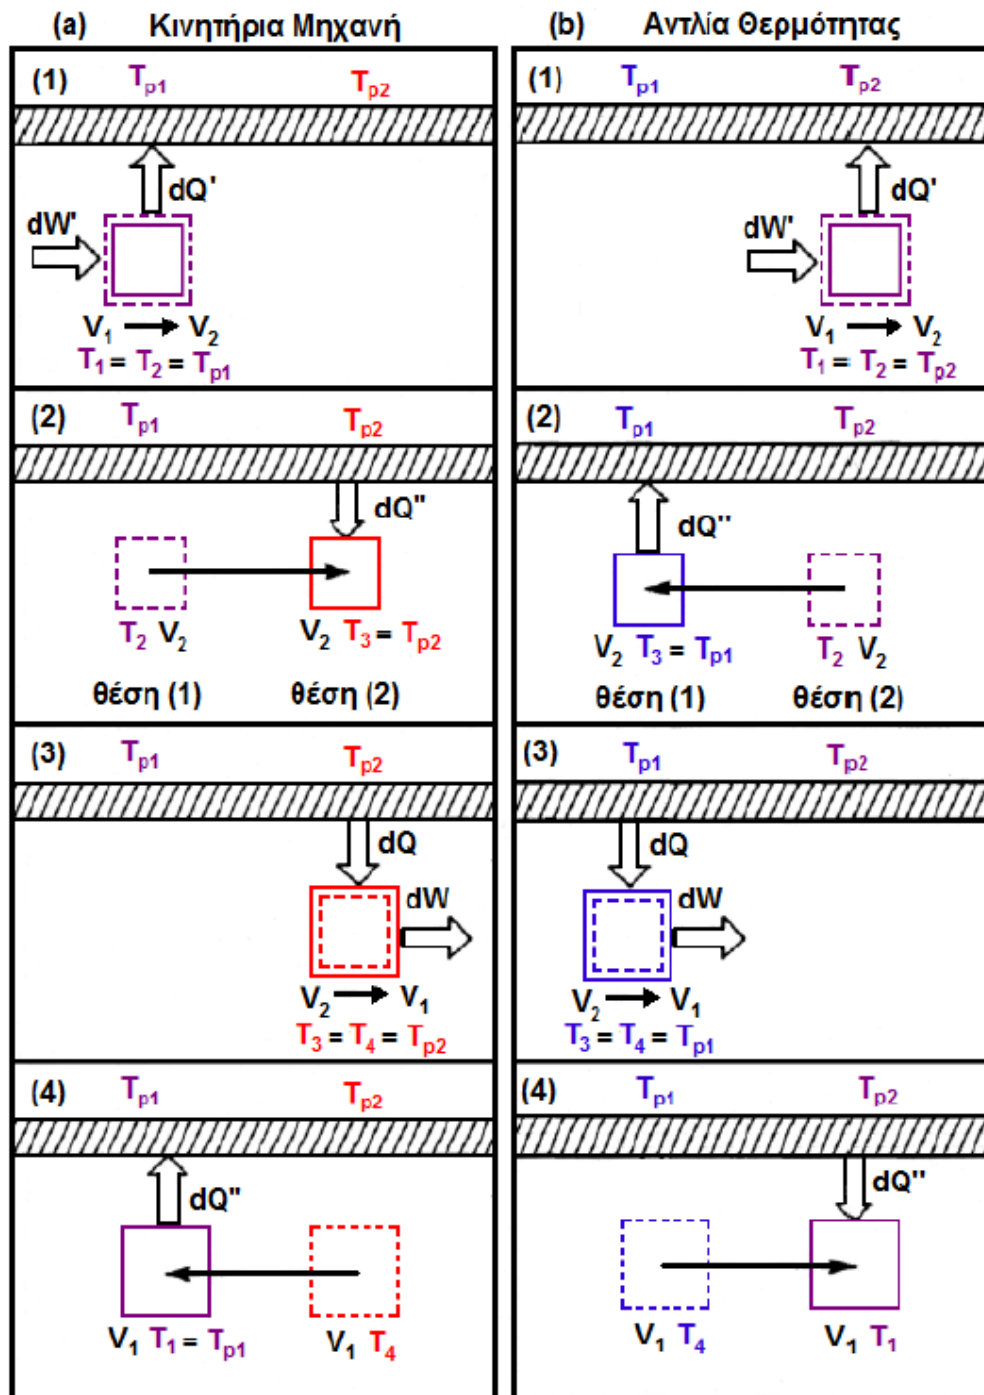 (a) Κινητήρια Μηχανή
(1) Tp1 Tp2
dQ'
dW'
V1 V2
T1 = T2 = Tp1
(2) Tp1 Tp2
dQ"
T2 V2 V2 T3 = Tp2
θέση (1) θέση (2)
(3) Tp1 Tp2
dQ
dW
V2 V1
T3 = T4 = Tp2
(4) Tp1 Tp2
dQ"
V1 T1 = Tp1 V1 T4
(b) Αντλία Θερμότητας
(1) Tp1 Tp2
dQ'
dW'
V1 V2
T1 = T2 = Tp2
(2) Tp1 Tp2
dQ"
V2 T3 = Tp1 T2 V2
θέση (1) θέση (2)
(3) Tp1 Tp2
dQ
dW
V2 V1
T3 = T4 = Tp1
(4) Tp1 Tp2
dQ"
V1 T4 V1 T1